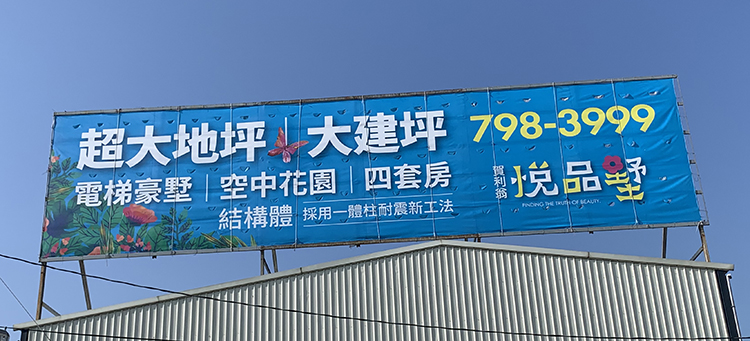 超大地坪｜大建坪
電梯豪墅｜空中花園｜四套房
結構體 採用一體柱耐震新工法
798-3999
賀利翁
悅品墅
FINDING THE TRUTH OF BEAUTY